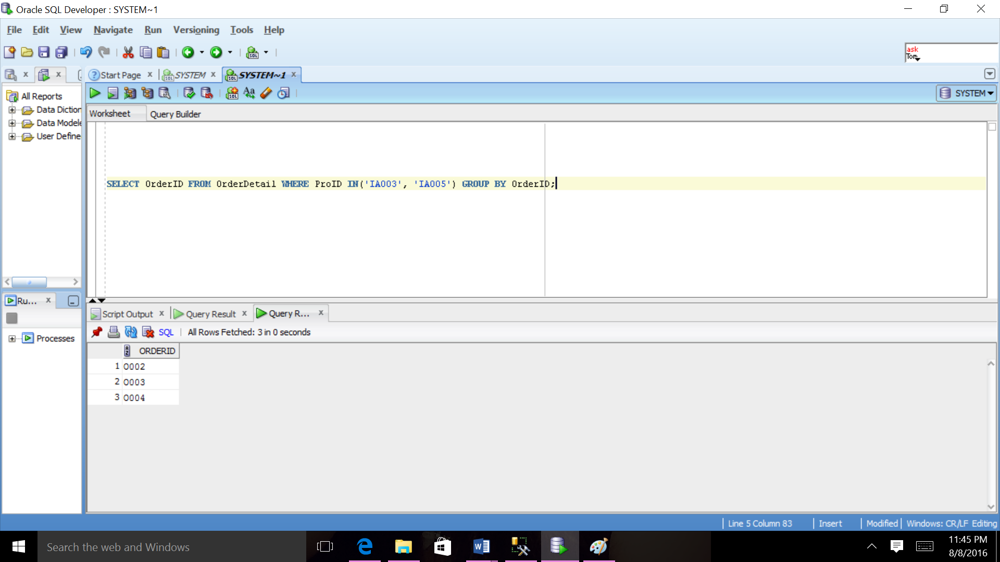 Oracle SQL Developer : SYSTEM~1
File Edit View Navigate Run Versioning Tools Help
ask
Tom
Start Page SYSTEM SYSTEM~1
All Reports
Data Diction
Data Modele
User Define
SYSTEM
Worksheet Query Builder
SELECT OrderID FROM OrderDetail WHERE ProID IN('IA003', 'IA005') GROUP BY OrderID;
Ru...
Processes
Script Output Query Result Query R...
SQL All Rows Fetched: 3 in 0 seconds
ORDERID
1 O002
2 O003
3 O004
Line 5 Column 83 Insert Modified Windows: CR/LF Editing
Search the web and Windows
11:45 PM
8/8/2016